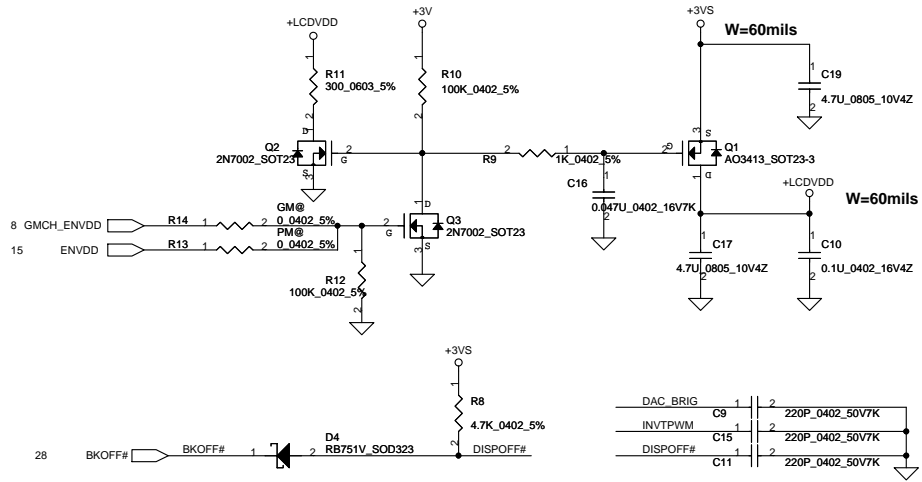 +LCDVDD
+3V
+3VS
W=60mils
1
R11
300_0603_5%
2
1
R10
100K_0402_5%
2
1
C19
4.7U_0805_10V4Z
2
Q2
2N7002_SOT23
D
1
S
3
2
G
2
R9
1
1K_0402_5%
C16
1
0.047U_0402_16V7K
2
2
G
3
S
Q1
AO3413_SOT23-3
D
1
+LCDVDD
W=60mils
8 GMCH_ENVDD
R14
1
2
GM@
0_0402_5%
15 ENVDD
R13
1
2
PM@
0_0402_5%
2
G
1
D
Q3
2N7002_SOT23
S
3
1
R12
100K_0402_5%
2
1
C17
4.7U_0805_10V4Z
2
1
C10
0.1U_0402_16V4Z
2
+3VS
1
R8
4.7K_0402_5%
2
28 BKOFF#
BKOFF#
1
D4
RB751V_SOD323
2
DISPOFF#
DAC_BRIG
1
2
C9
220P_0402_50V7K
INVTPWM
1
2
C15
220P_0402_50V7K
DISPOFF#
1
2
C11
220P_0402_50V7K